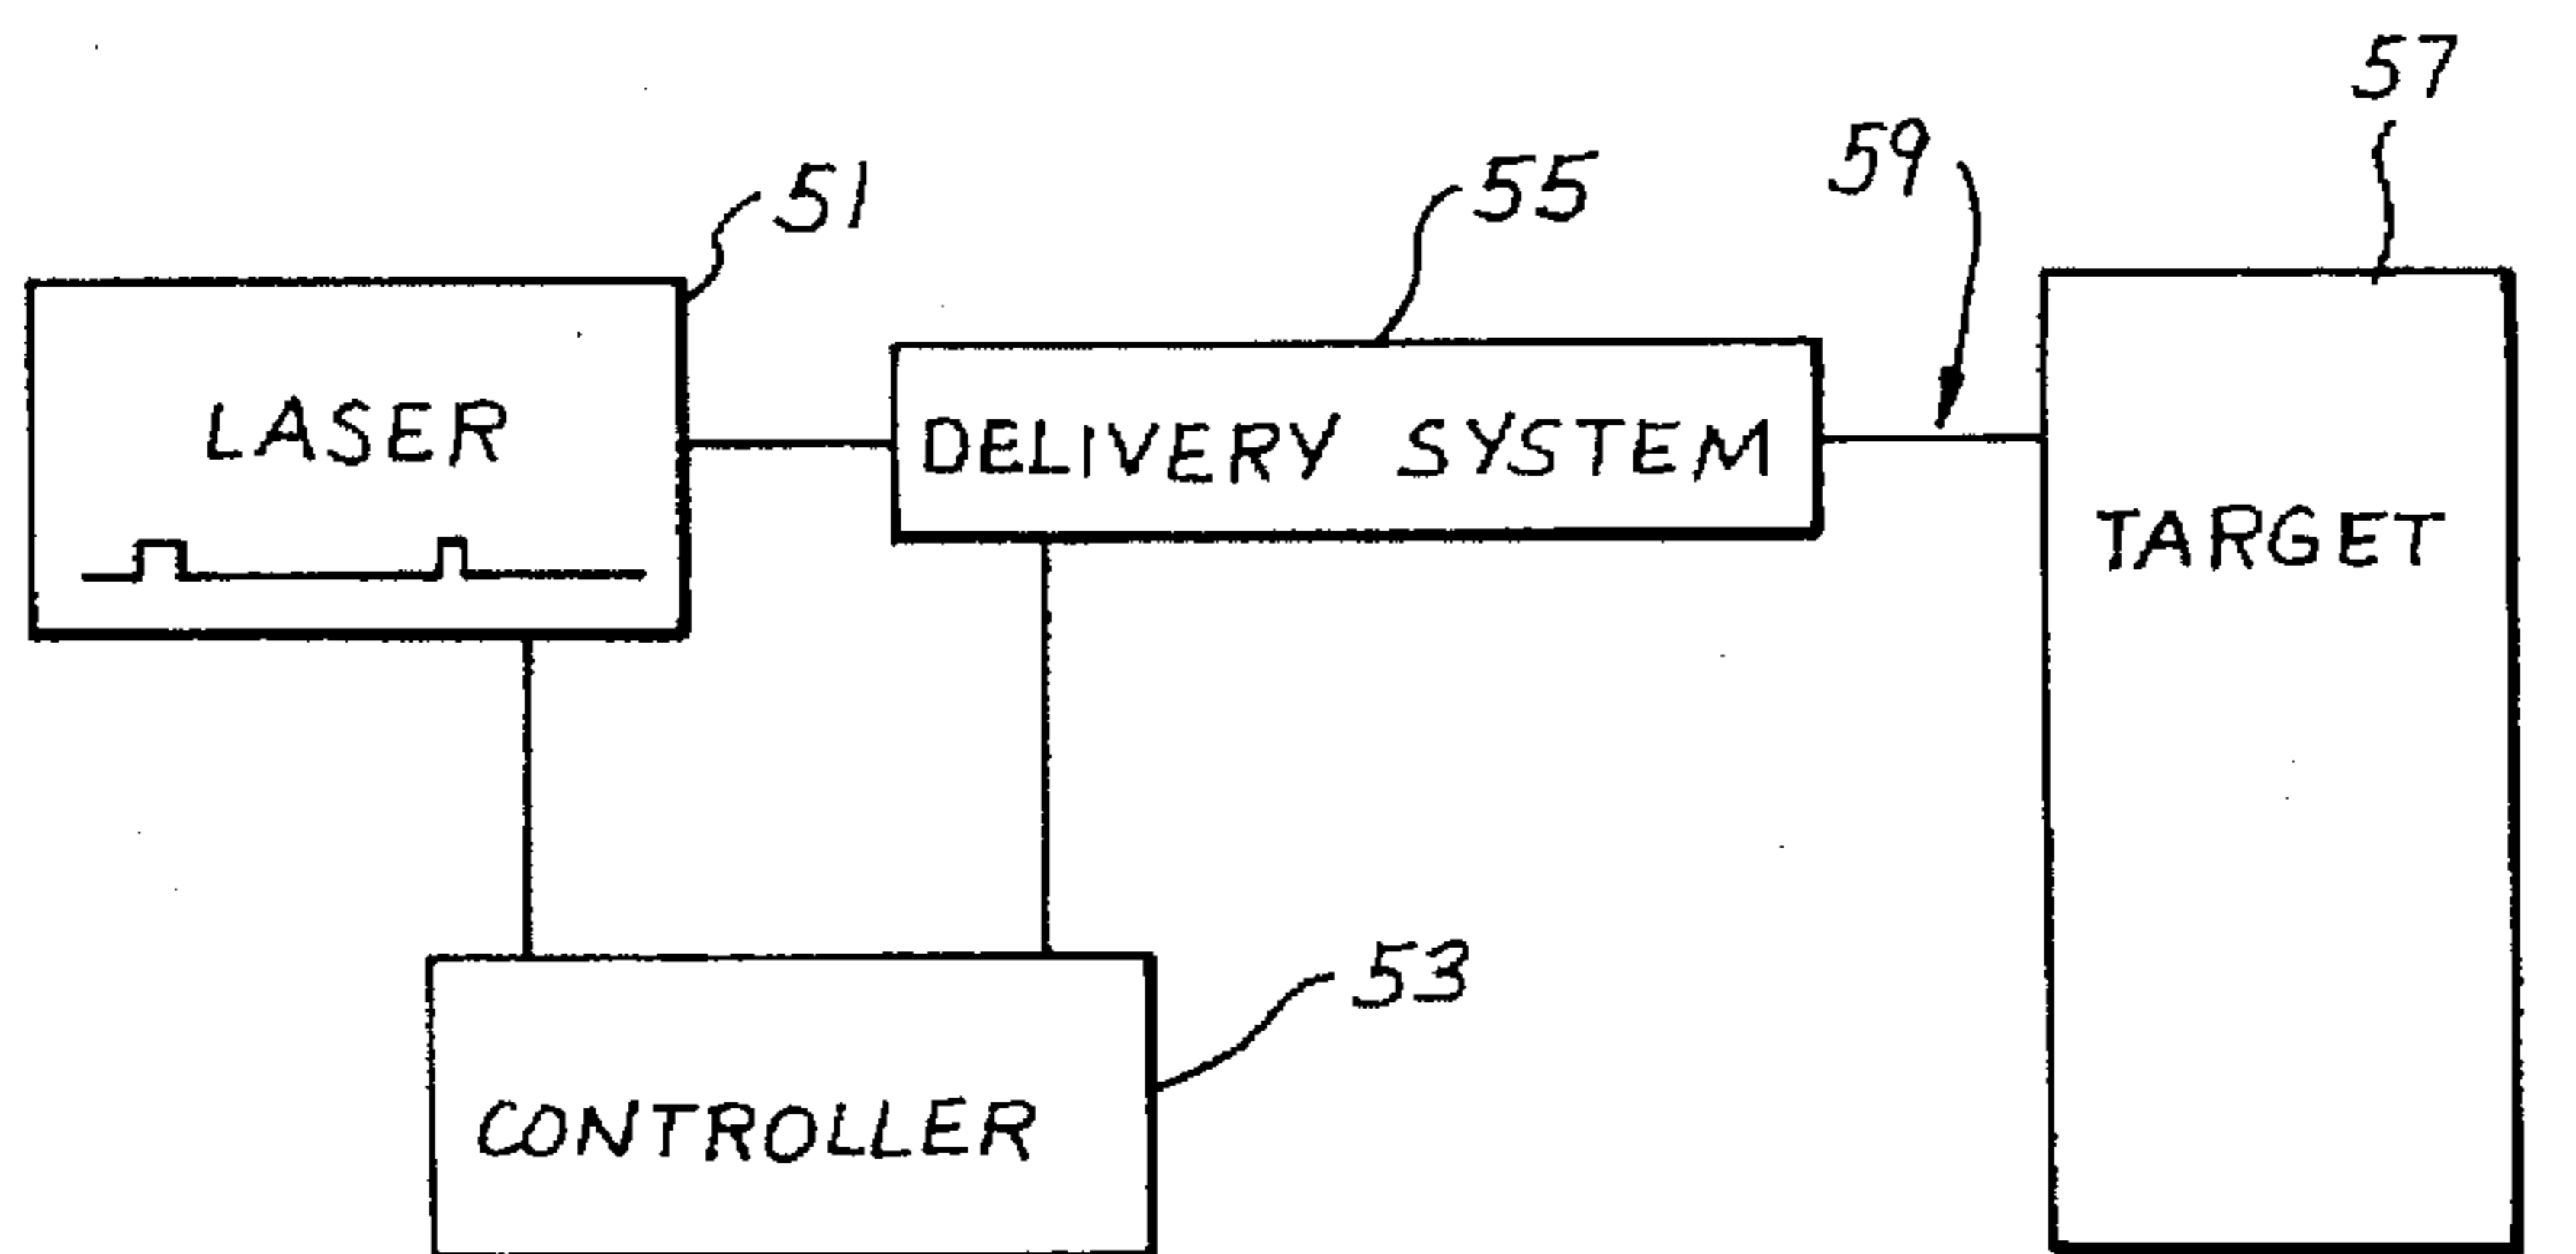 57
59
55
51
LASER
DELIVERY SYSTEM
TARGET
53
CONTROLLER